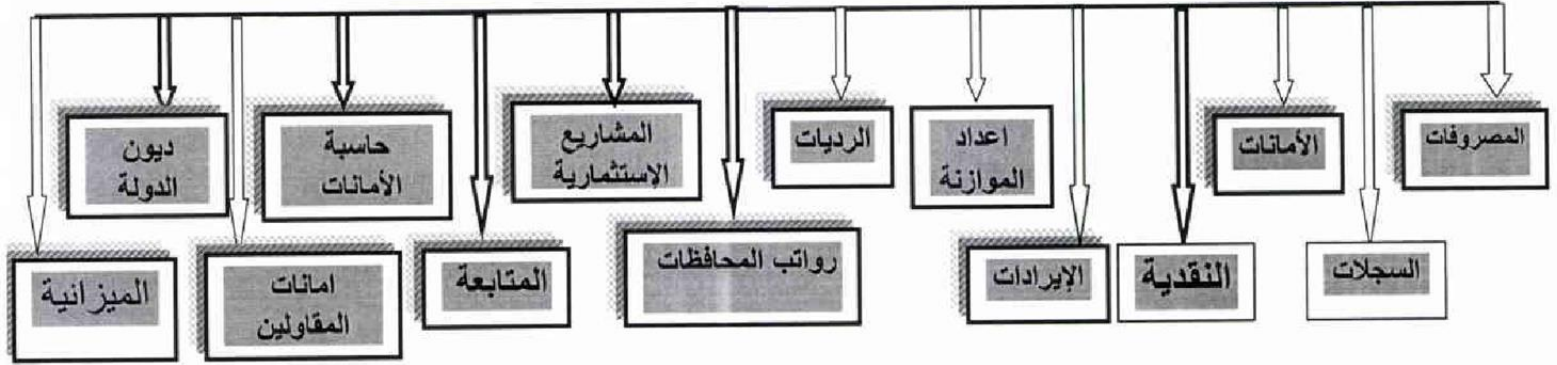 المصروفات
الأمانات
اعداد
الموازنة
الرديات
المشاريع
الإستثمارية
حاسبة
الأمانات
ديون
الدولة
السجلات
النقدية
الإيرادات
رواتب المحافظات
المتابعة
امانات
المقاولين
الميزانية